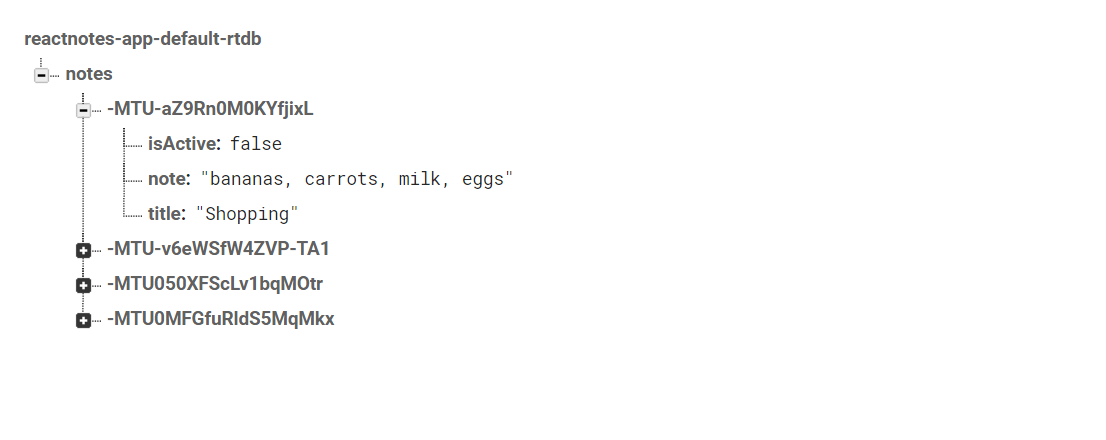 reactnotes-app-default-rtdb
notes
-MTU-aZ9Rn0M0KYfjixL
isActive: false
note: "bananas, carrots, milk, eggs"
title: "Shopping"
-MTU-v6eWSfW4ZVP-TA1
-MTU050XFScLv1bqMOtr
-MTU0MFGfuRldS5MqMkx